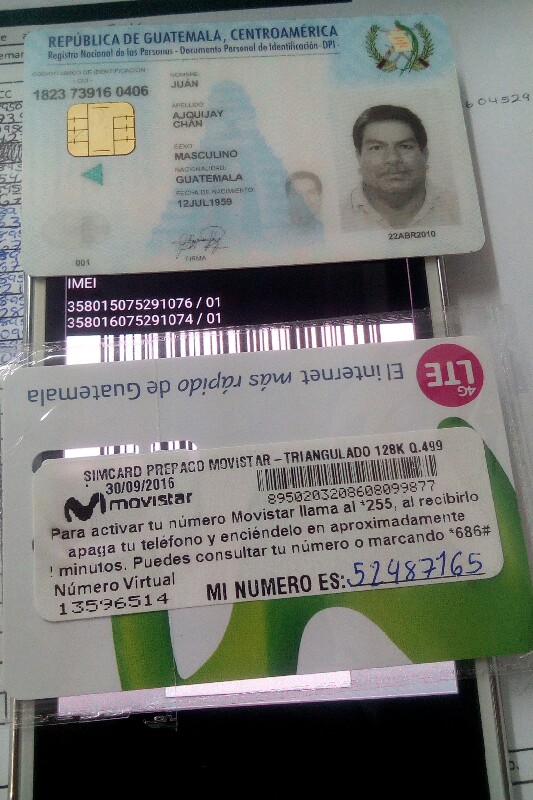 REPÚBLICA DE GUATEMALA, CENTROAMÉRICA
Registro Nacional de las Personas - Documento Personal de Identificación -DPI-
CÓDIGO ÚNICO DE IDENTIFICACIÓN
- CUI -
1823 73916 0406
NOMBRE
JUÁN
APELLIDO
AJQUIJAY
CHÁN
SEXO
MASCULINO
NACIONALIDAD
GUATEMALA
FECHA DE NACIMIENTO
12JUL1959
FIRMA
22ABR2010
001
604529
IMEI
358015075291076 / 01
358016075291074 / 01
El internet más rápido de Guatemala
4G
LTE
SIMCARD PREPAGO MOVISTAR - TRIANGULADO 128K Q.499
30/09/2016
movistar
8950203208608099877
Para activar tu número Movistar llama al *255, al recibirlo
apaga tu teléfono y enciéndelo en aproximadamente
! minutos. Puedes consultar tu número o marcando *686#
Número Virtual
13596514
MI NUMERO ES: 52487165